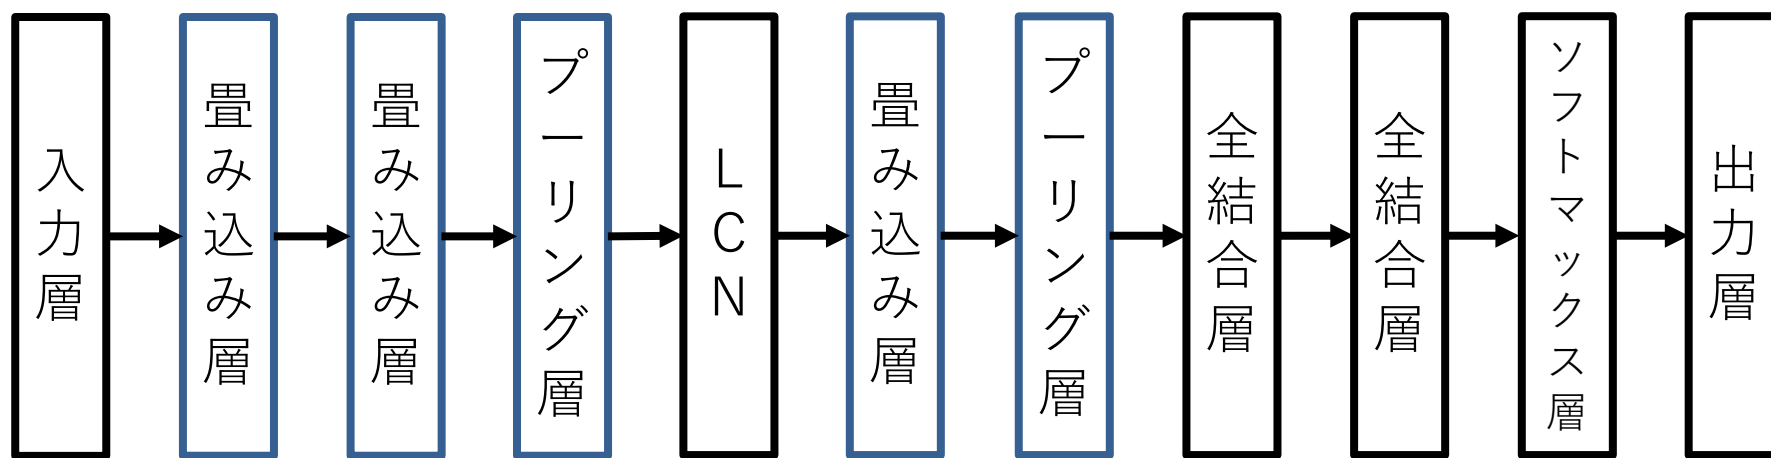 入力層
畳み込み層
畳み込み層
プーリング層
LCN
畳み込み層
プーリング層
全結合層
全結合層
ソフトマックス層
出力層